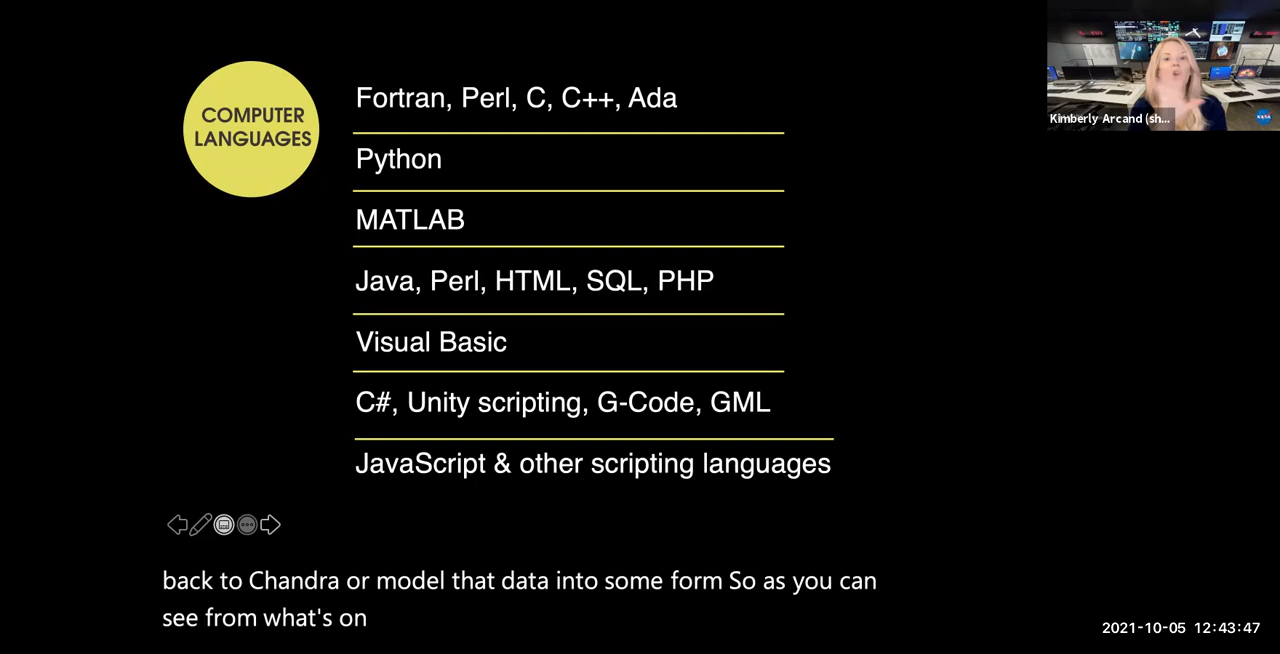 COMPUTER
LANGUAGES
Fortran, Perl, C, C++, Ada
Python
MATLAB
Java, Perl, HTML, SQL, PHP
Visual Basic
C#, Unity scripting, G-Code, GML
JavaScript & other scripting languages
Kimberly Arcand (sh...
NASA
back to Chandra or model that data into some form So as you can
see from what's on
2021-10-05 12:43:47